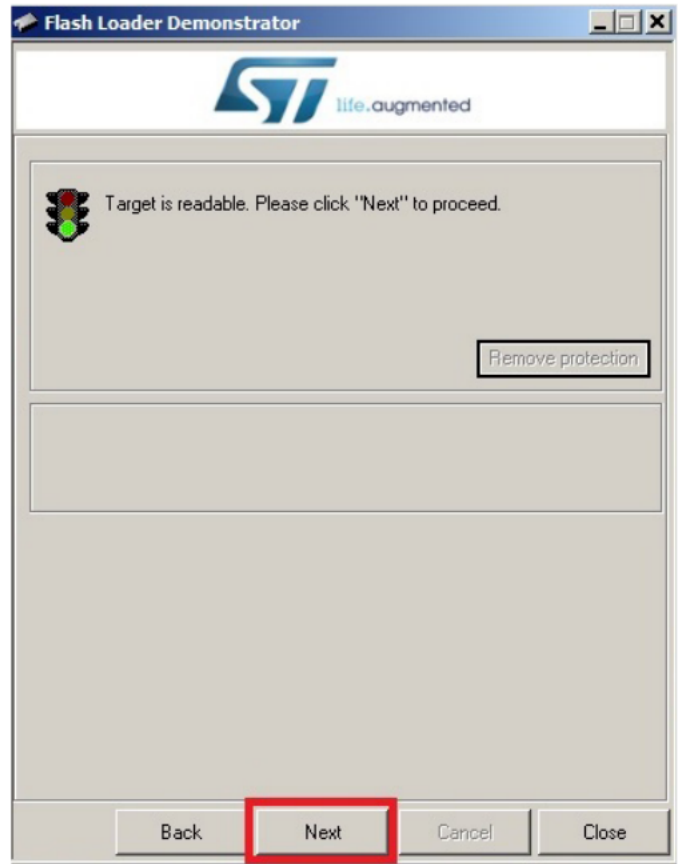 Flash Loader Demonstrator
life.augmented
Target is readable. Please click "Next" to proceed.
Remove protection
Back Next Cancel Close